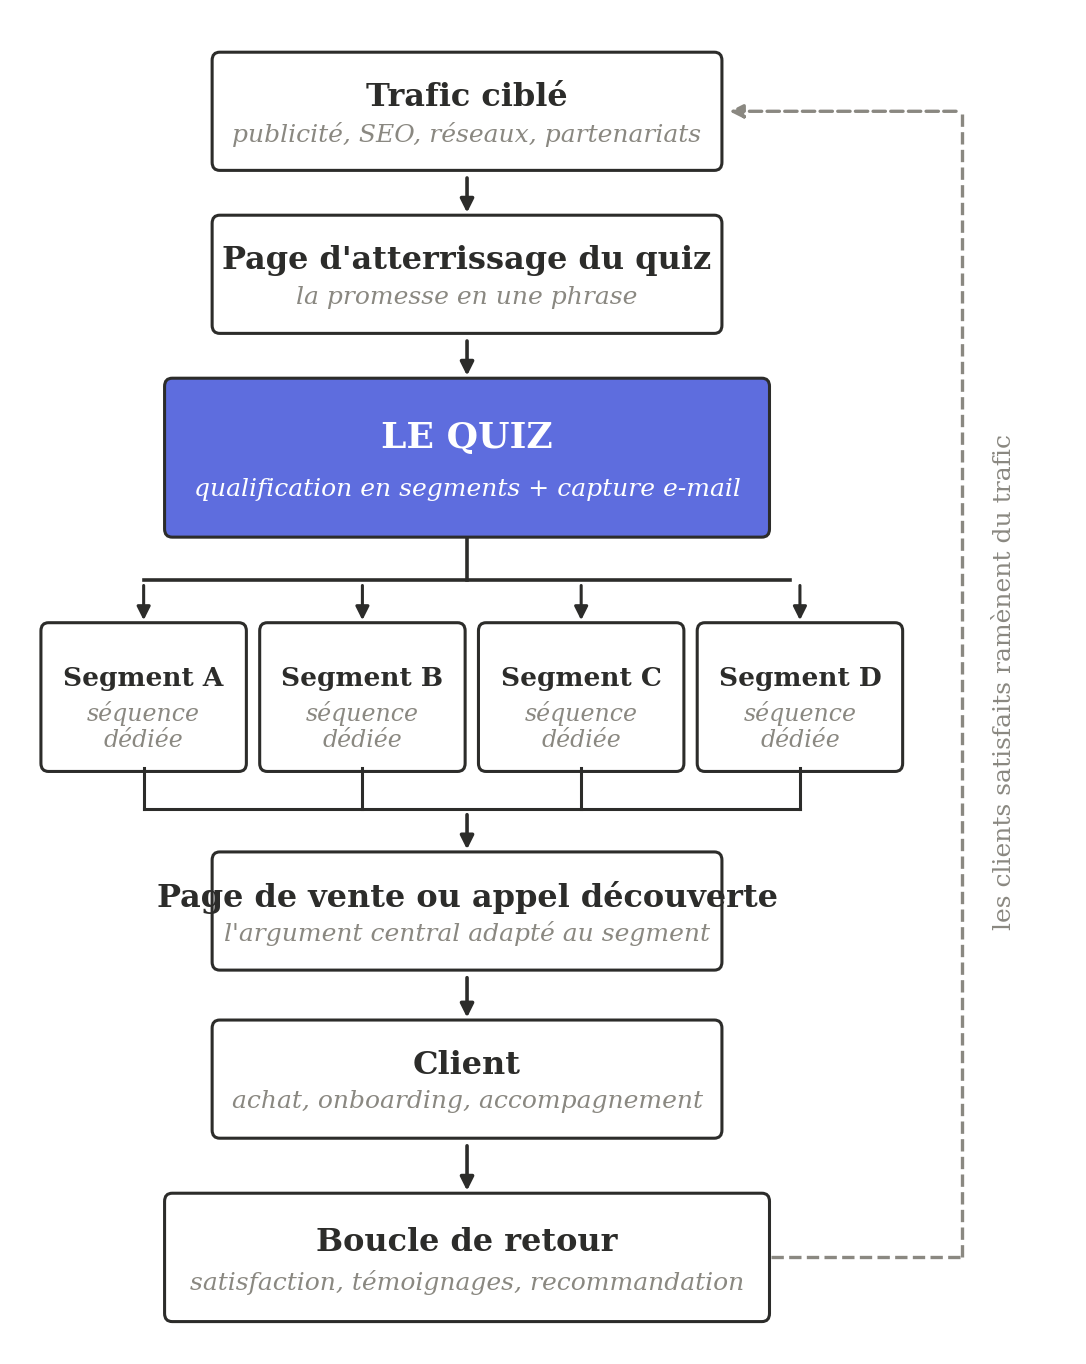 Trafic ciblé
publicité, SEO, réseaux, partenariats
Page d'atterrissage du quiz
la promesse en une phrase
LE QUIZ
qualification en segments + capture e-mail
Segment A
séquence
dédiée
Segment B
séquence
dédiée
Segment C
séquence
dédiée
Segment D
séquence
dédiée
Page de vente ou appel découverte
l'argument central adapté au segment
Client
achat, onboarding, accompagnement
Boucle de retour
satisfaction, témoignages, recommandation
les clients satisfaits ramènent du trafic